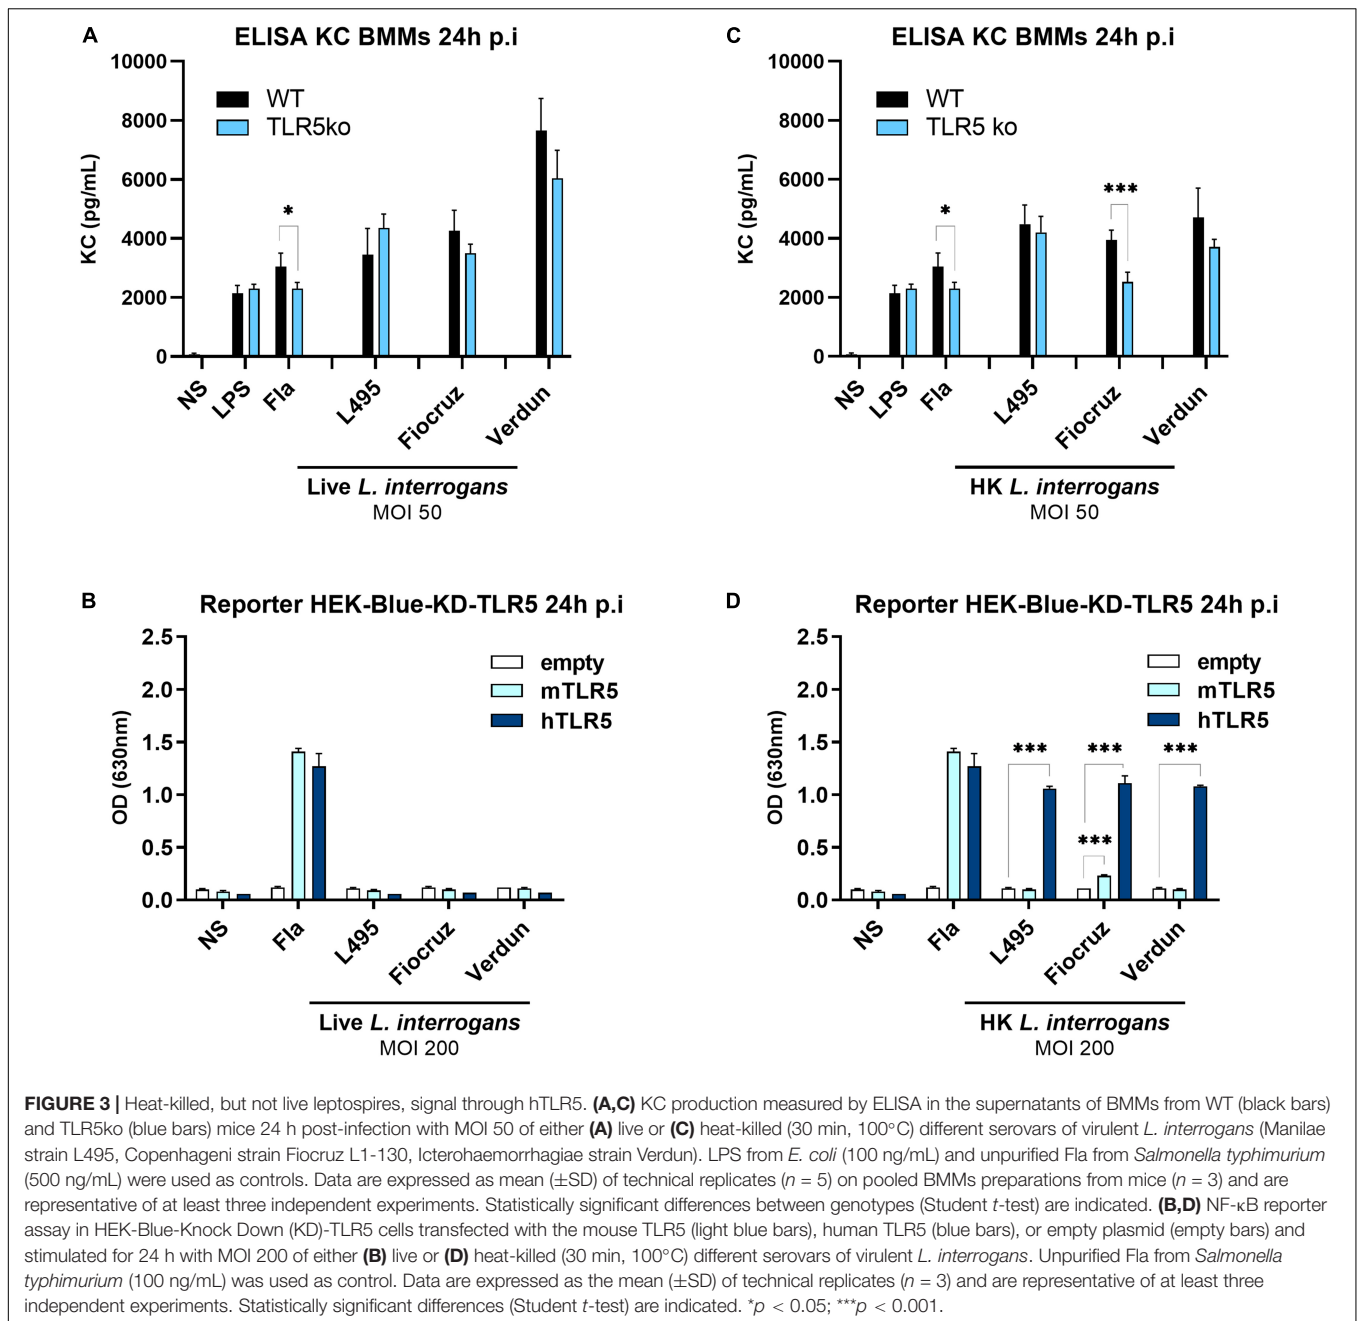 A
ELISA KC BMMs 24h p.i
KC (pg/mL)
10000
8000
6000
4000
2000
0
WT
TLR5ko
*
NS
LPS
Fla
L495
Fiocruz
Verdun
Live L. interrogans
MOI 50
C
ELISA KC BMMs 24h p.i
KC (pg/mL)
10000
8000
6000
4000
2000
0
WT
TLR5 ko
*
***
NS
LPS
Fla
L495
Fiocruz
Verdun
HK L. interrogans
MOI 50
B
Reporter HEK-Blue-KD-TLR5 24h p.i
OD (630nm)
2.5
2.0
1.5
1.0
0.5
0.0
empty
mTLR5
hTLR5
NS
Fla
L495
Fiocruz
Verdun
Live L. interrogans
MOI 200
D
Reporter HEK-Blue-KD-TLR5 24h p.i
OD (630nm)
2.5
2.0
1.5
1.0
0.5
0.0
empty
mTLR5
hTLR5
***
***
***
***
NS
Fla
L495
Fiocruz
Verdun
HK L. interrogans
MOI 200
FIGURE 3 | Heat-killed, but not live leptospires, signal through hTLR5. (A,C) KC production measured by ELISA in the supernatants of BMMs from WT (black bars)
and TLR5ko (blue bars) mice 24 h post-infection with MOI 50 of either (A) live or (C) heat-killed (30 min, 100°C) different serovars of virulent L. interrogans (Manilae
strain L495, Copenhageni strain Fiocruz L1-130, Icterohaemorrhagiae strain Verdun). LPS from E. coli (100 ng/mL) and unpurified Fla from Salmonella typhimurium
(500 ng/mL) were used as controls. Data are expressed as mean (±SD) of technical replicates (n = 5) on pooled BMMs preparations from mice (n = 3) and are
representative of at least three independent experiments. Statistically significant differences between genotypes (Student t-test) are indicated. (B,D) NF-κB reporter
assay in HEK-Blue-Knock Down (KD)-TLR5 cells transfected with the mouse TLR5 (light blue bars), human TLR5 (blue bars), or empty plasmid (empty bars) and
stimulated for 24 h with MOI 200 of either (B) live or (D) heat-killed (30 min, 100°C) different serovars of virulent L. interrogans. Unpurified Fla from Salmonella
typhimurium (100 ng/mL) was used as control. Data are expressed as the mean (±SD) of technical replicates (n = 3) and are representative of at least three
independent experiments. Statistically significant differences (Student t-test) are indicated. *p < 0.05; ***p < 0.001.